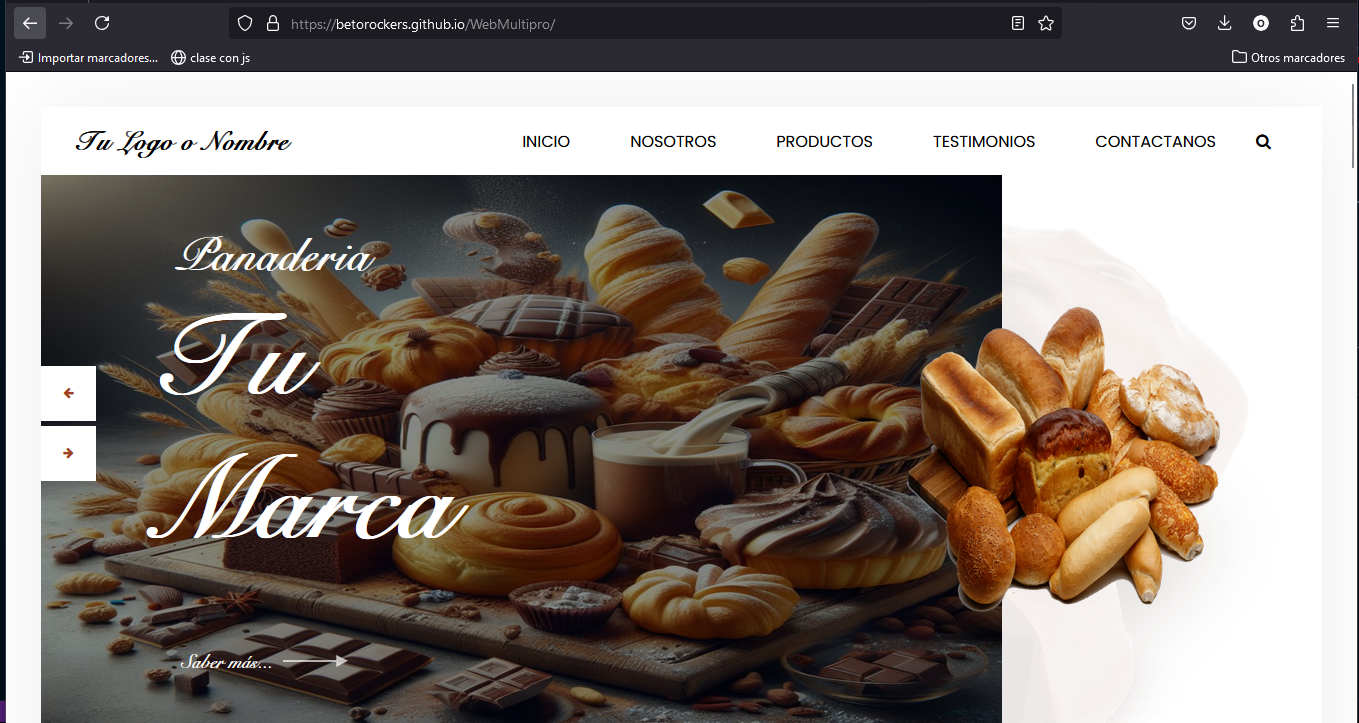 https://betorockers.github.io/WebMultipro/
Importar marcadores... clase con js Otros marcadores
Tu Logo o Nombre INICIO NOSOTROS PRODUCTOS TESTIMONIOS CONTACTANOS
Panaderia
Tu
Marca
Saber más...